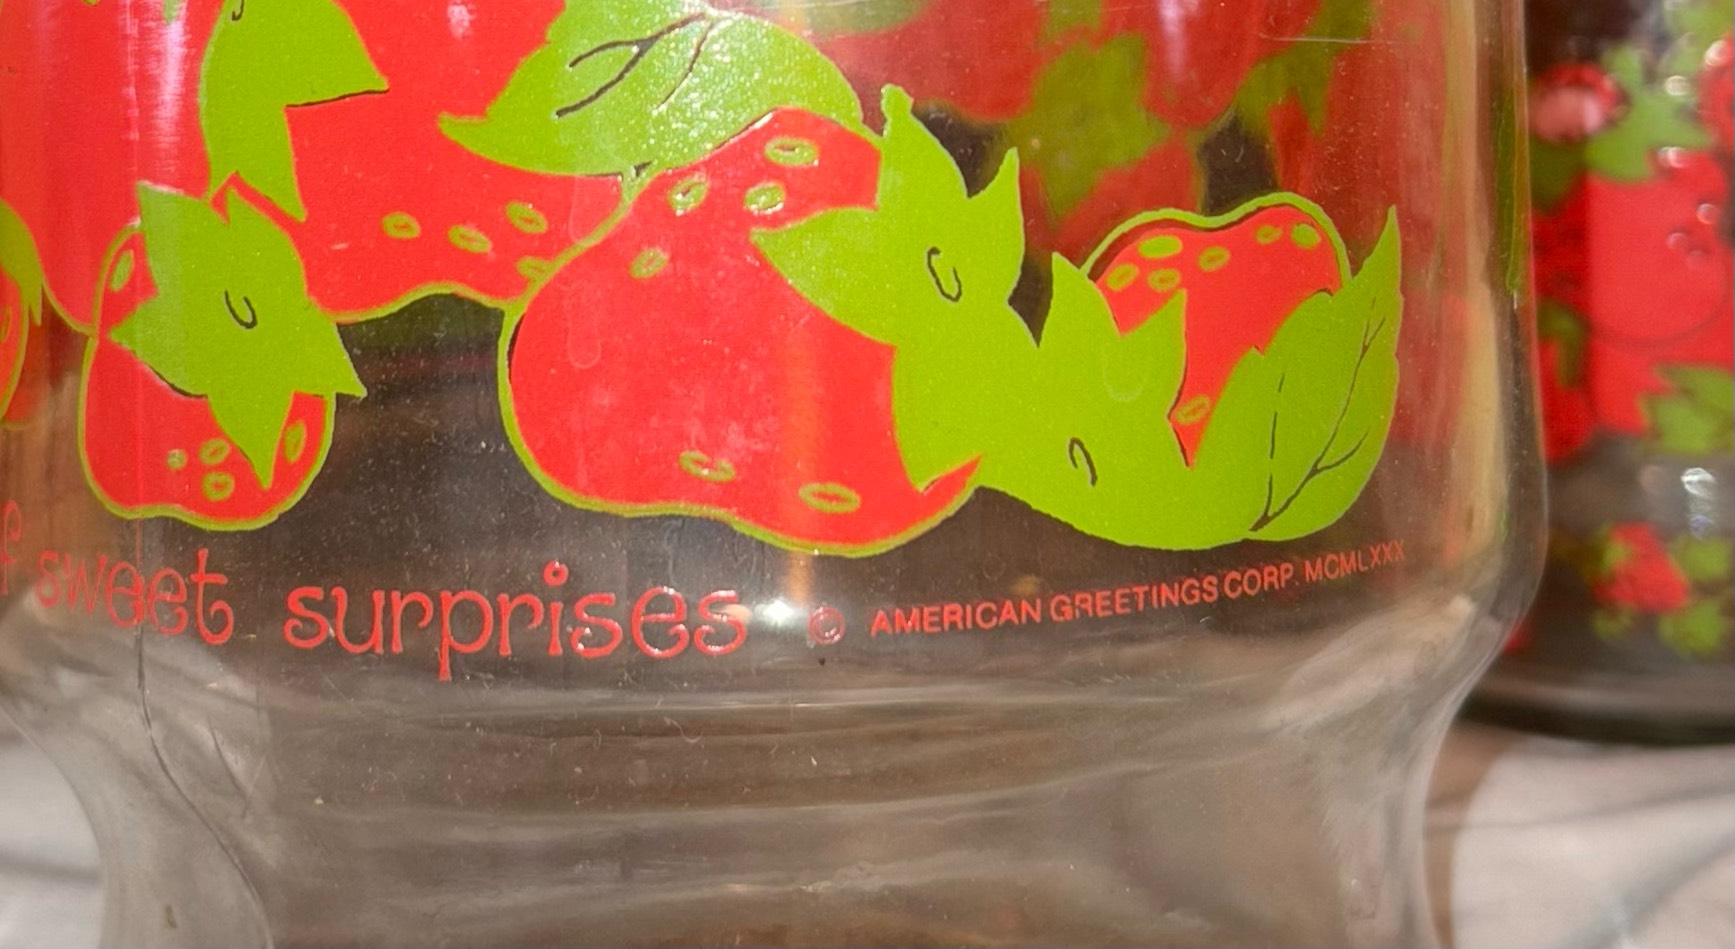 f sweet surprises © AMERICAN GREETINGS CORP. MCMLXXX